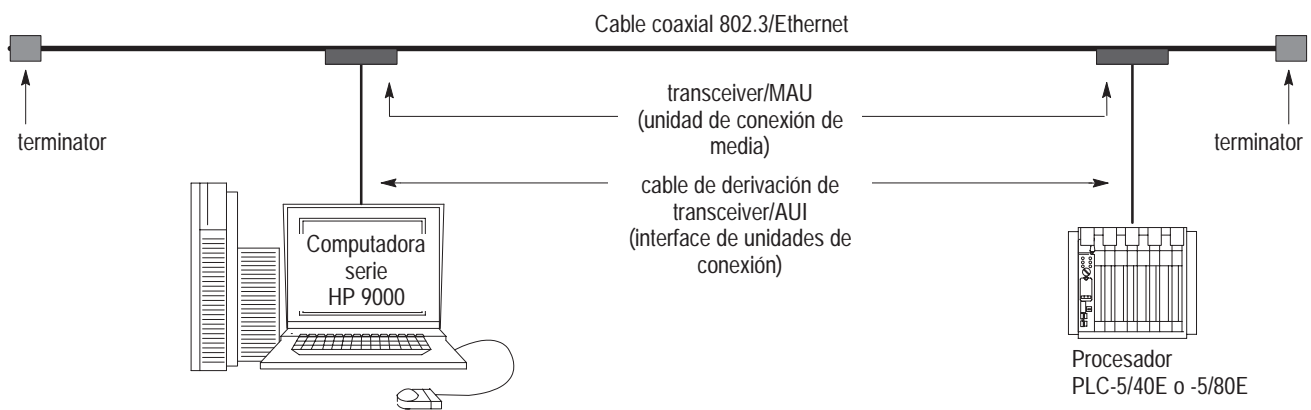 Cable coaxial 802.3/Ethernet
transceiver/MAU
(unidad de conexión de
media)
terminator
terminator
cable de derivación de
transceiver/AUI
(interface de unidades de
conexión)
Computadora
serie
HP 9000
Procesador
PLC-5/40E o -5/80E